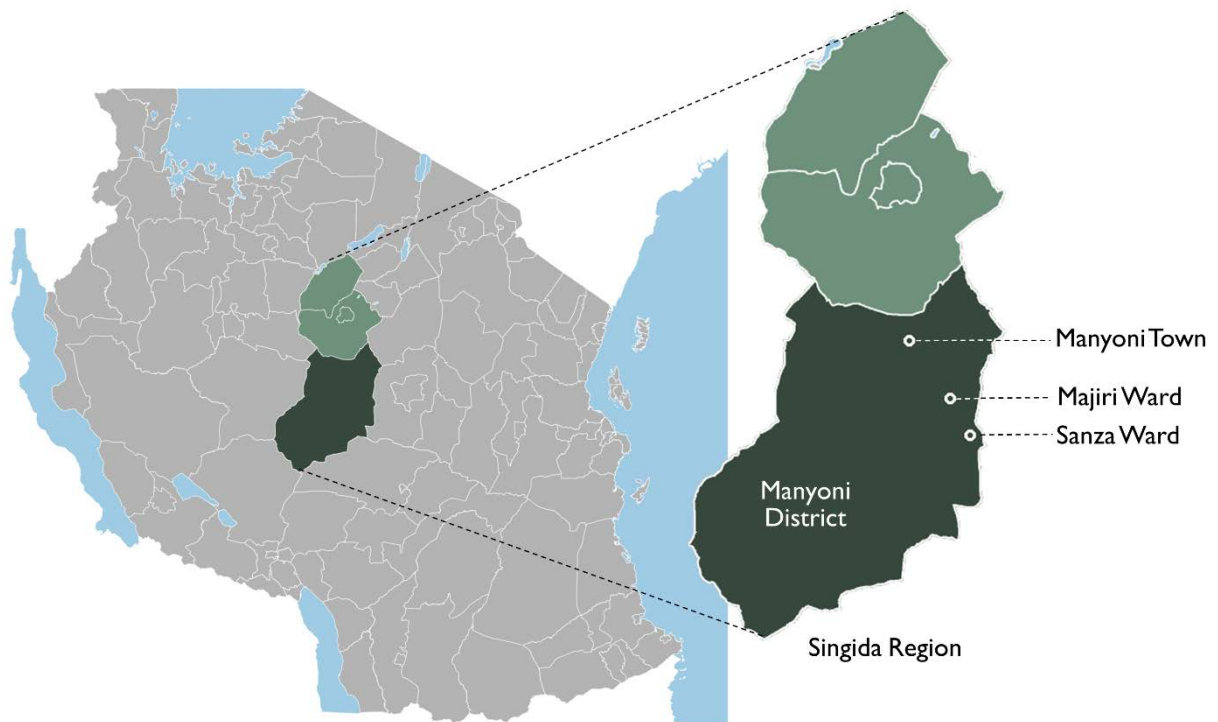 Manyoni Town
Majiri Ward
Sanza Ward
Manyoni
District
Singida Region